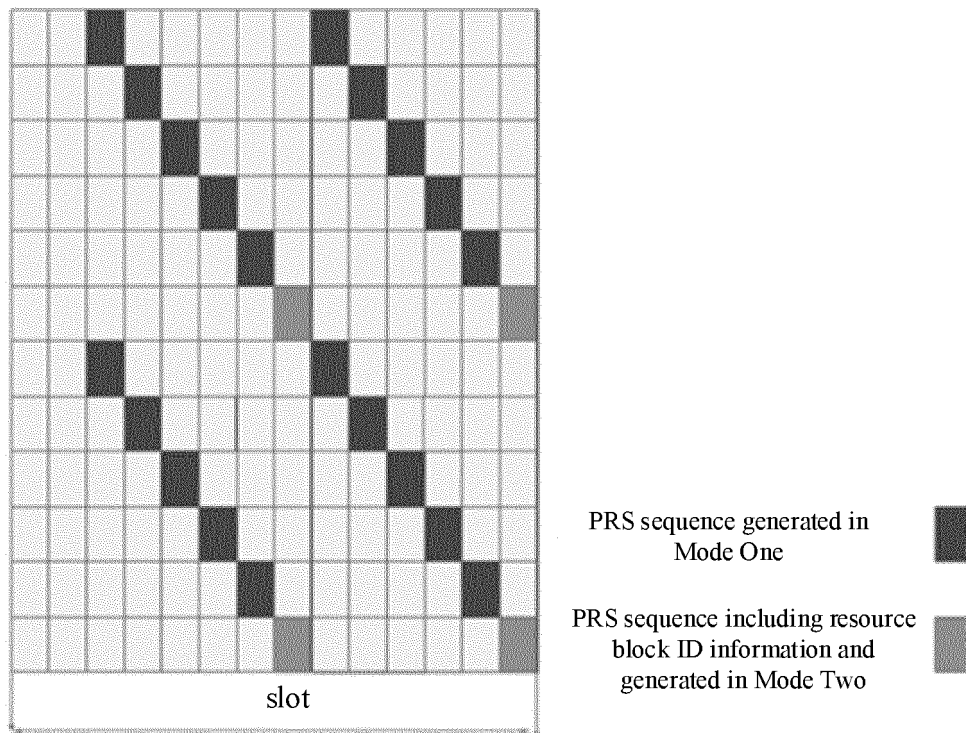 PRS sequence generated in
Mode One
PRS sequence including resource
block ID information and
generated in Mode Two
slot